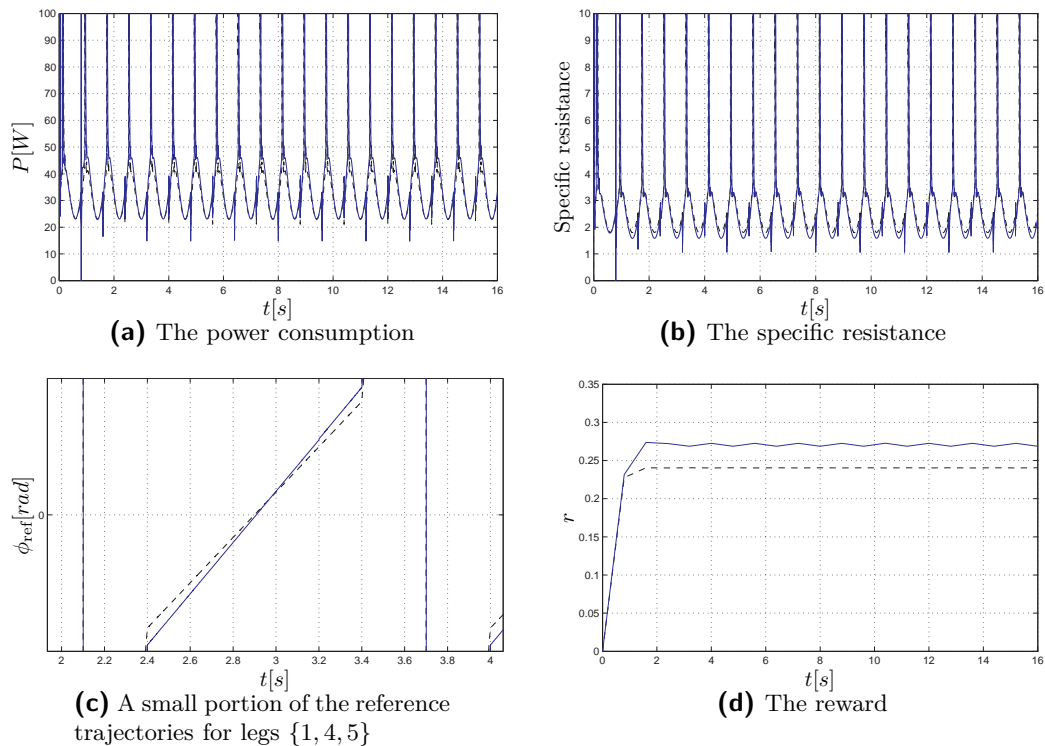 100
90
80
70
60
50
40
30
20
10
0
P[W]
0 2 4 6 8 10 12 14 16
t[s]
(a) The power consumption
10
9
8
7
6
5
4
3
2
1
0
Specific resistance
0 2 4 6 8 10 12 14 16
t[s]
(b) The specific resistance
0
ϕref[rad]
2 2.2 2.4 2.6 2.8 3 3.2 3.4 3.6 3.8 4
t[s]
(c) A small portion of the reference
trajectories for legs {1, 4, 5}
0.35
0.3
0.25
0.2
0.15
0.1
0.05
0
r
0 2 4 6 8 10 12 14 16
t[s]
(d) The reward